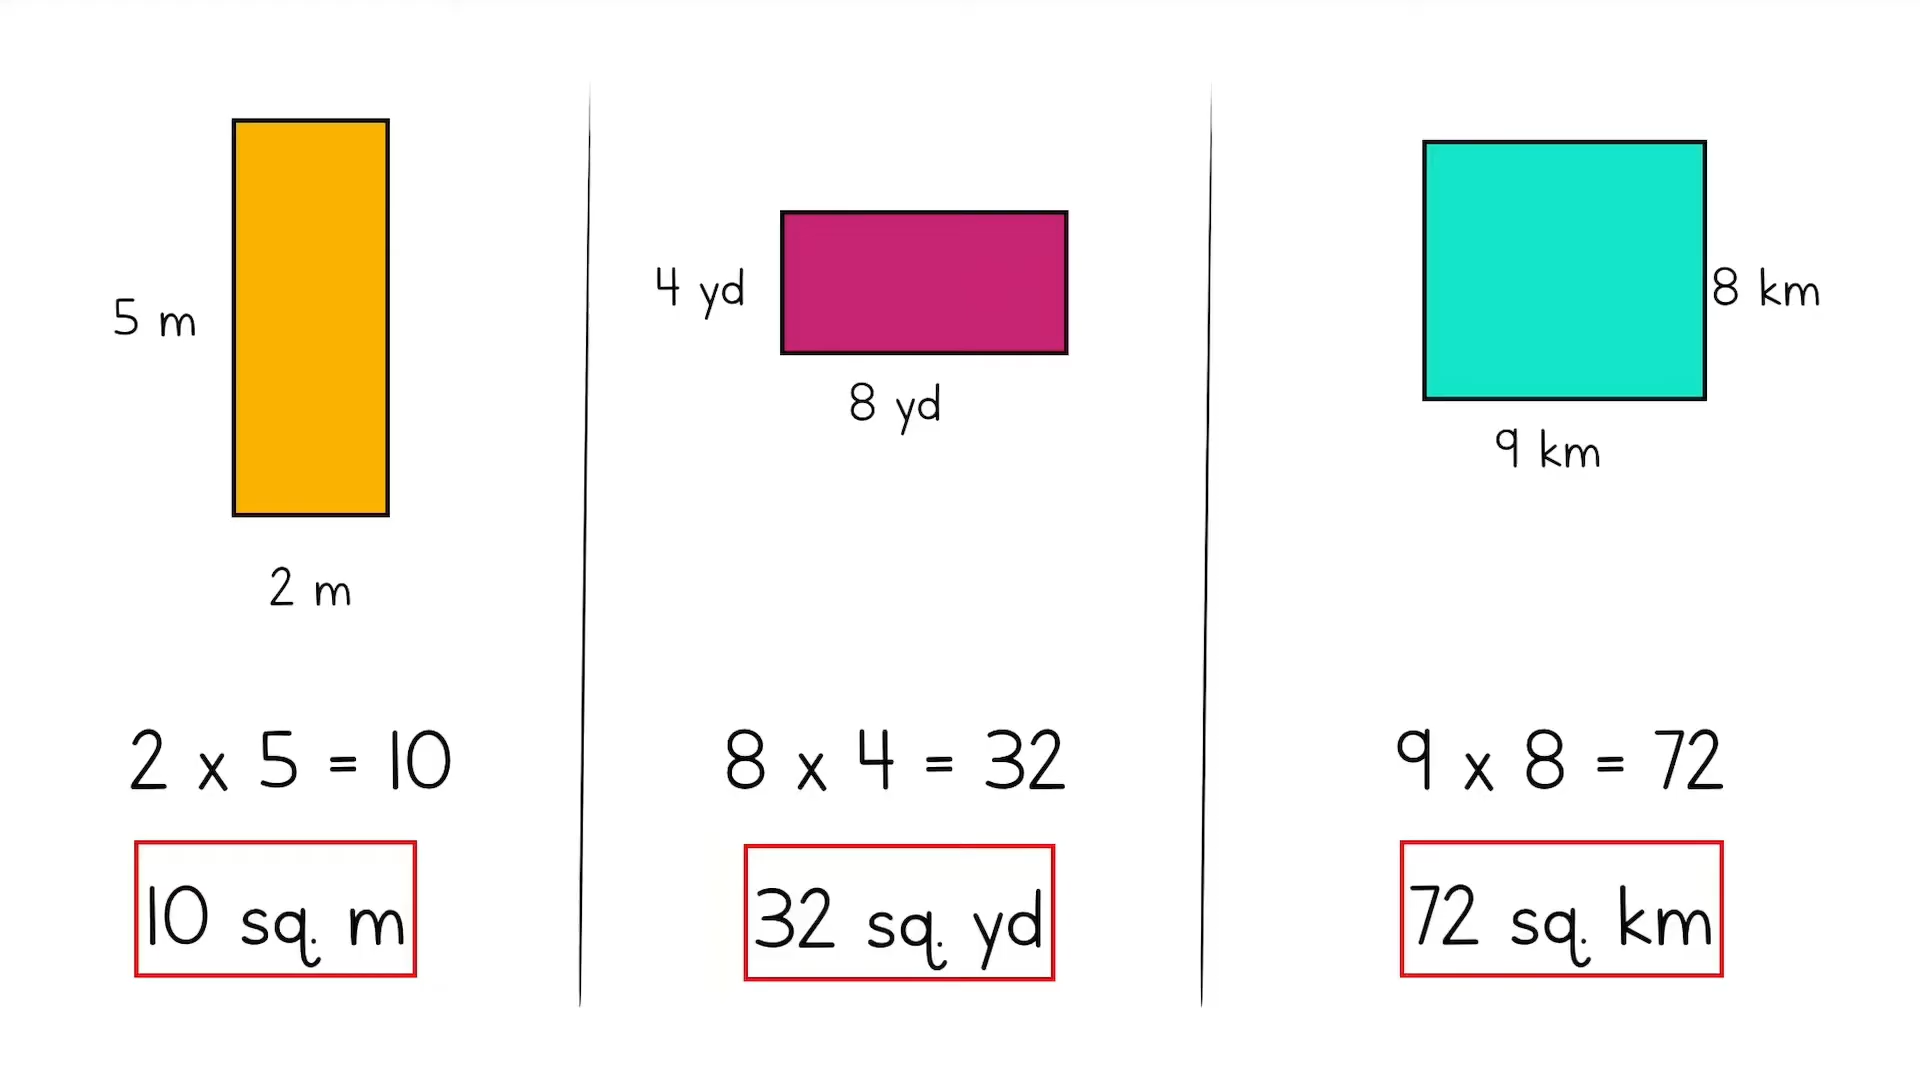 5 m
2 m
2 x 5 = 10
10 sq. m
4 yd
8 yd
8 x 4 = 32
32 sq. yd
8 km
9 km
9 x 8 = 72
72 sq. km